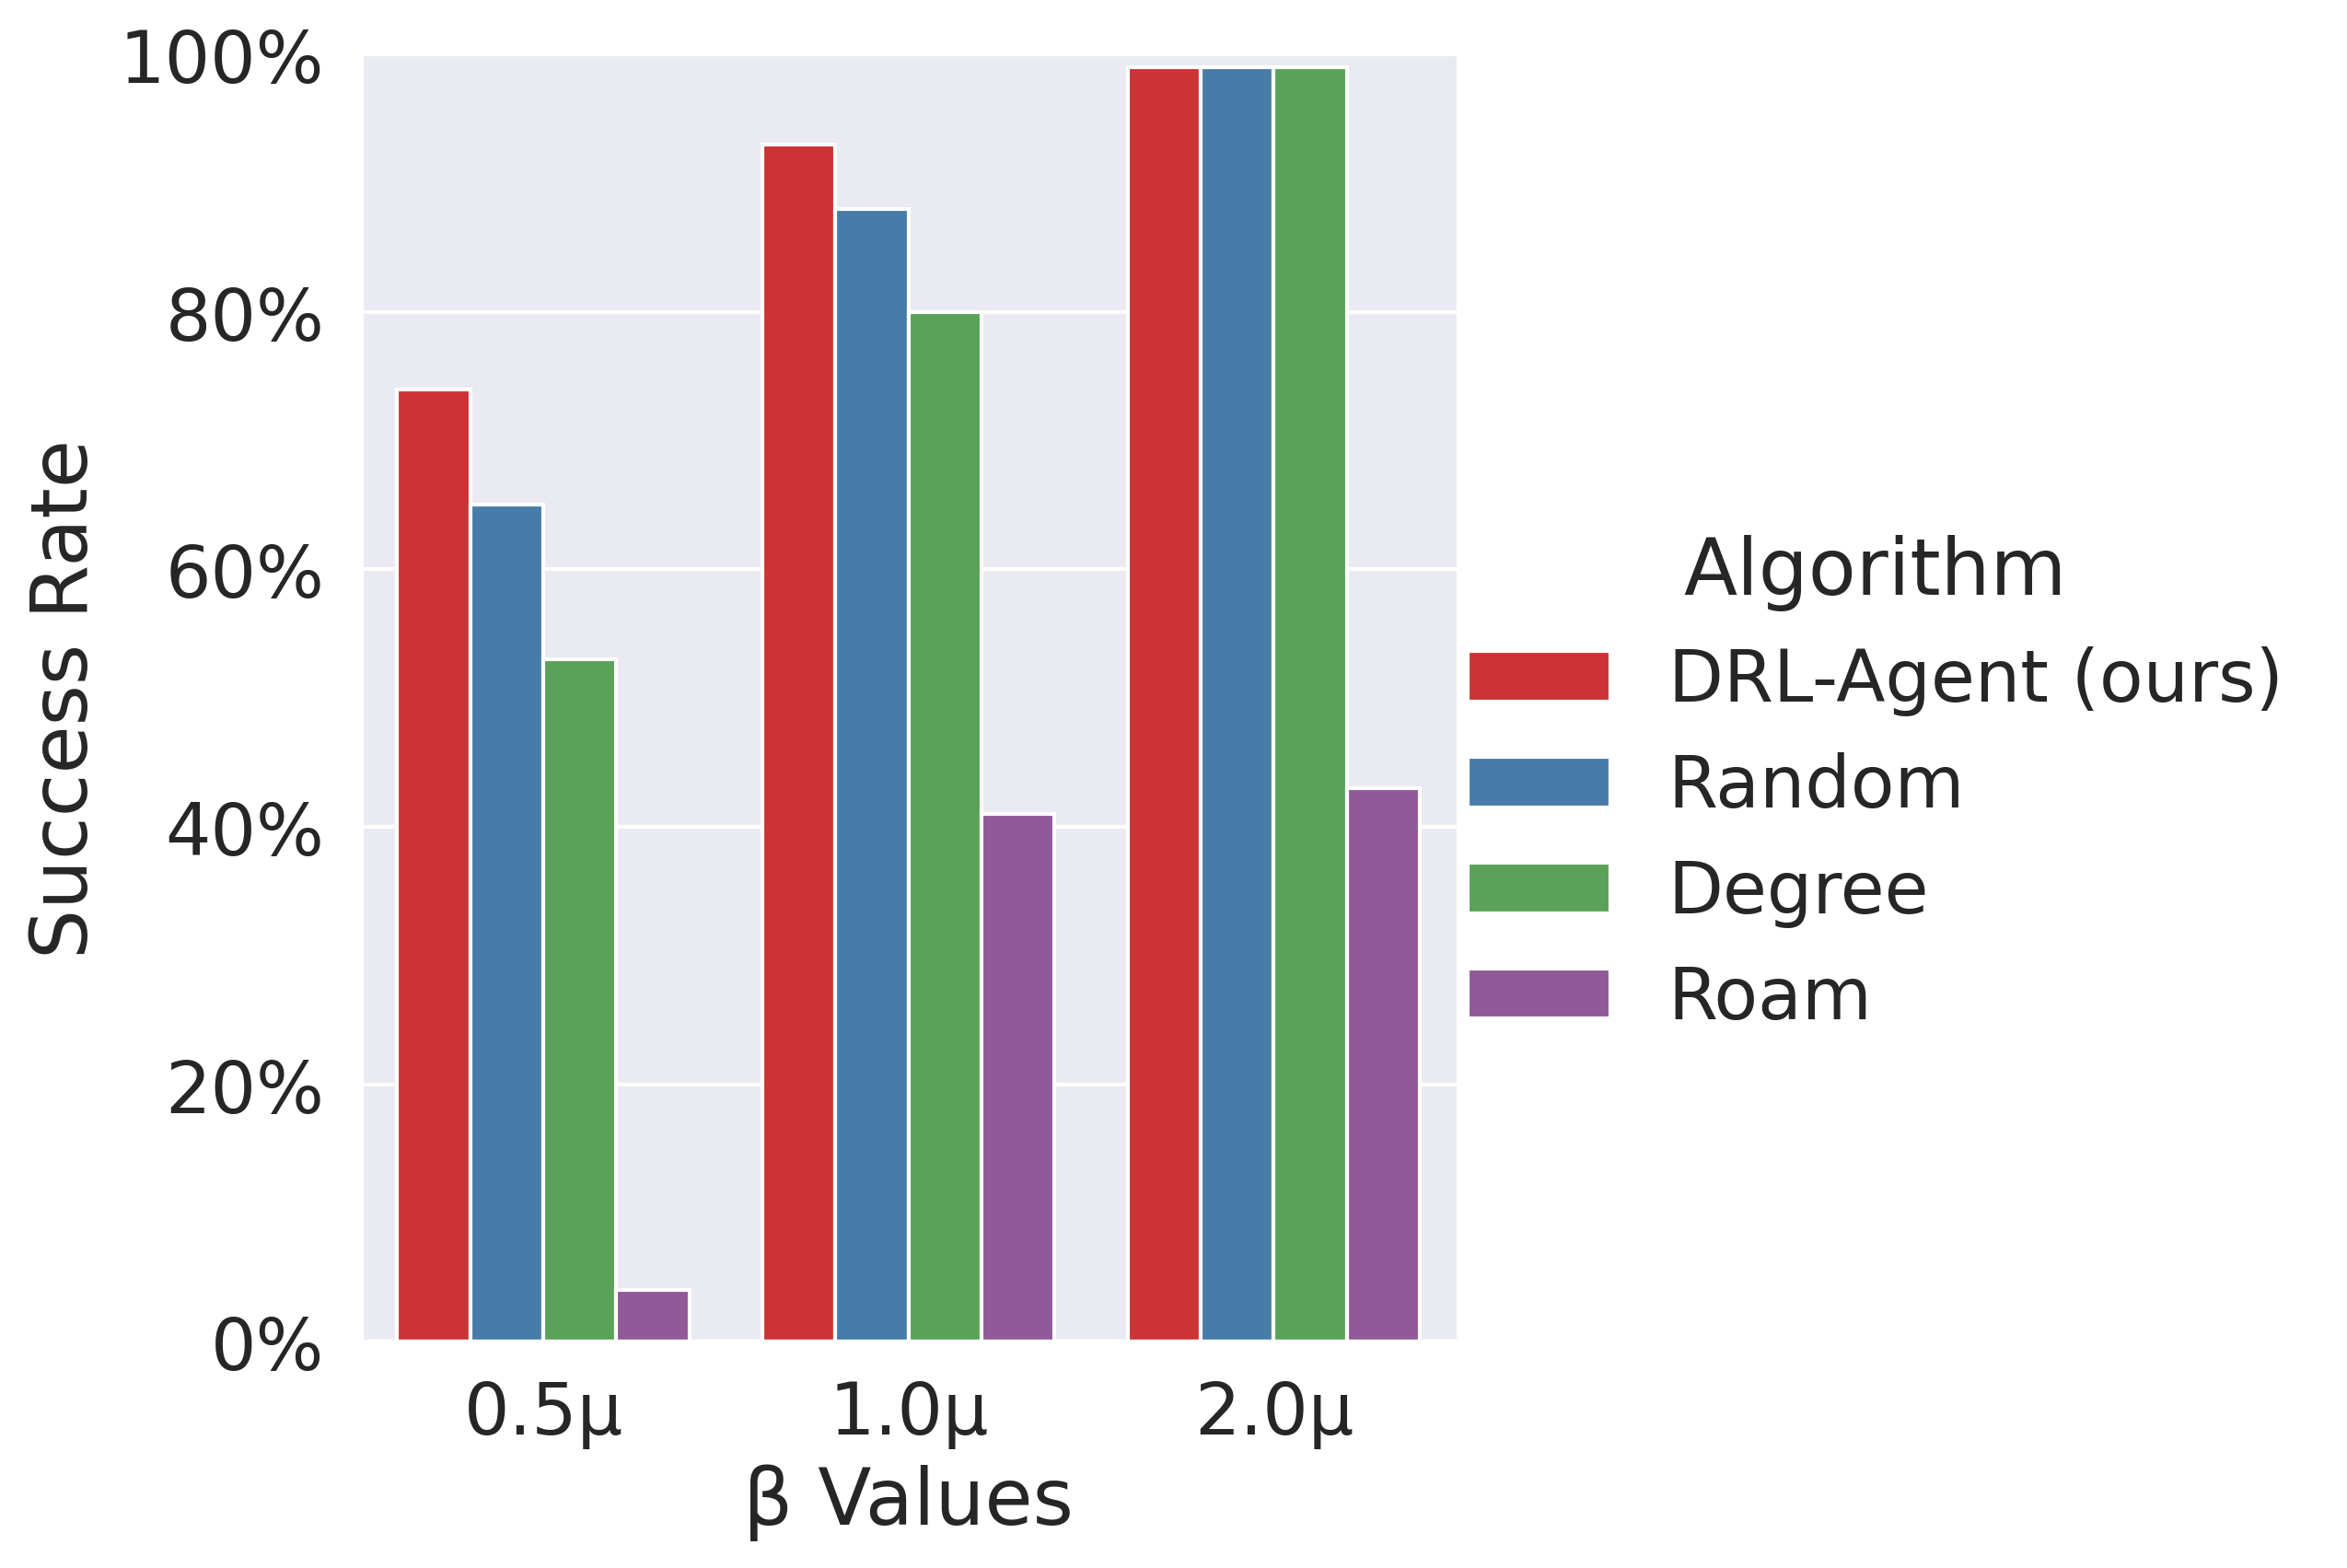 100%
80%
60%
40%
20%
0%
Success Rate
0.5µ 1.0µ 2.0µ
β Values
Algorithm
DRL-Agent (ours)
Random
Degree
Roam